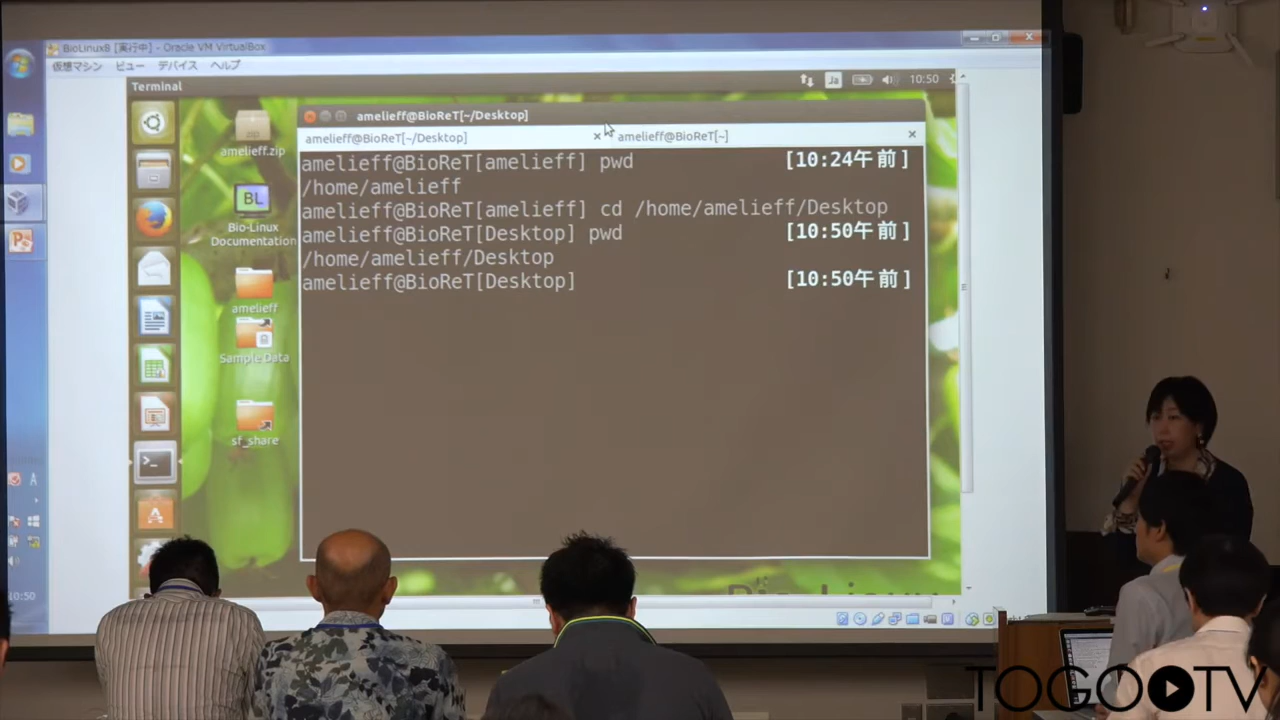 BioLinux8 [実行中] - Oracle VM VirtualBox
仮想マシン ビュー デバイス ヘルプ
Terminal
Ja
10:50
amelieff@BioReT[~/Desktop]
amelieff@BioReT[~/Desktop]
amelieff@BioReT[~]
amelieff@BioReT[amelieff] pwd [10:24午前]
/home/amelieff
amelieff@BioReT[amelieff] cd /home/amelieff/Desktop
amelieff@BioReT[Desktop] pwd [10:50午前]
/home/amelieff/Desktop
amelieff@BioReT[Desktop] [10:50午前]
zip
amelieff.zip
BL
Bio-Linux
Documentation
amelieff
Sample Data
sf_share
A
10:50
Bio-Linux
TOGOTV